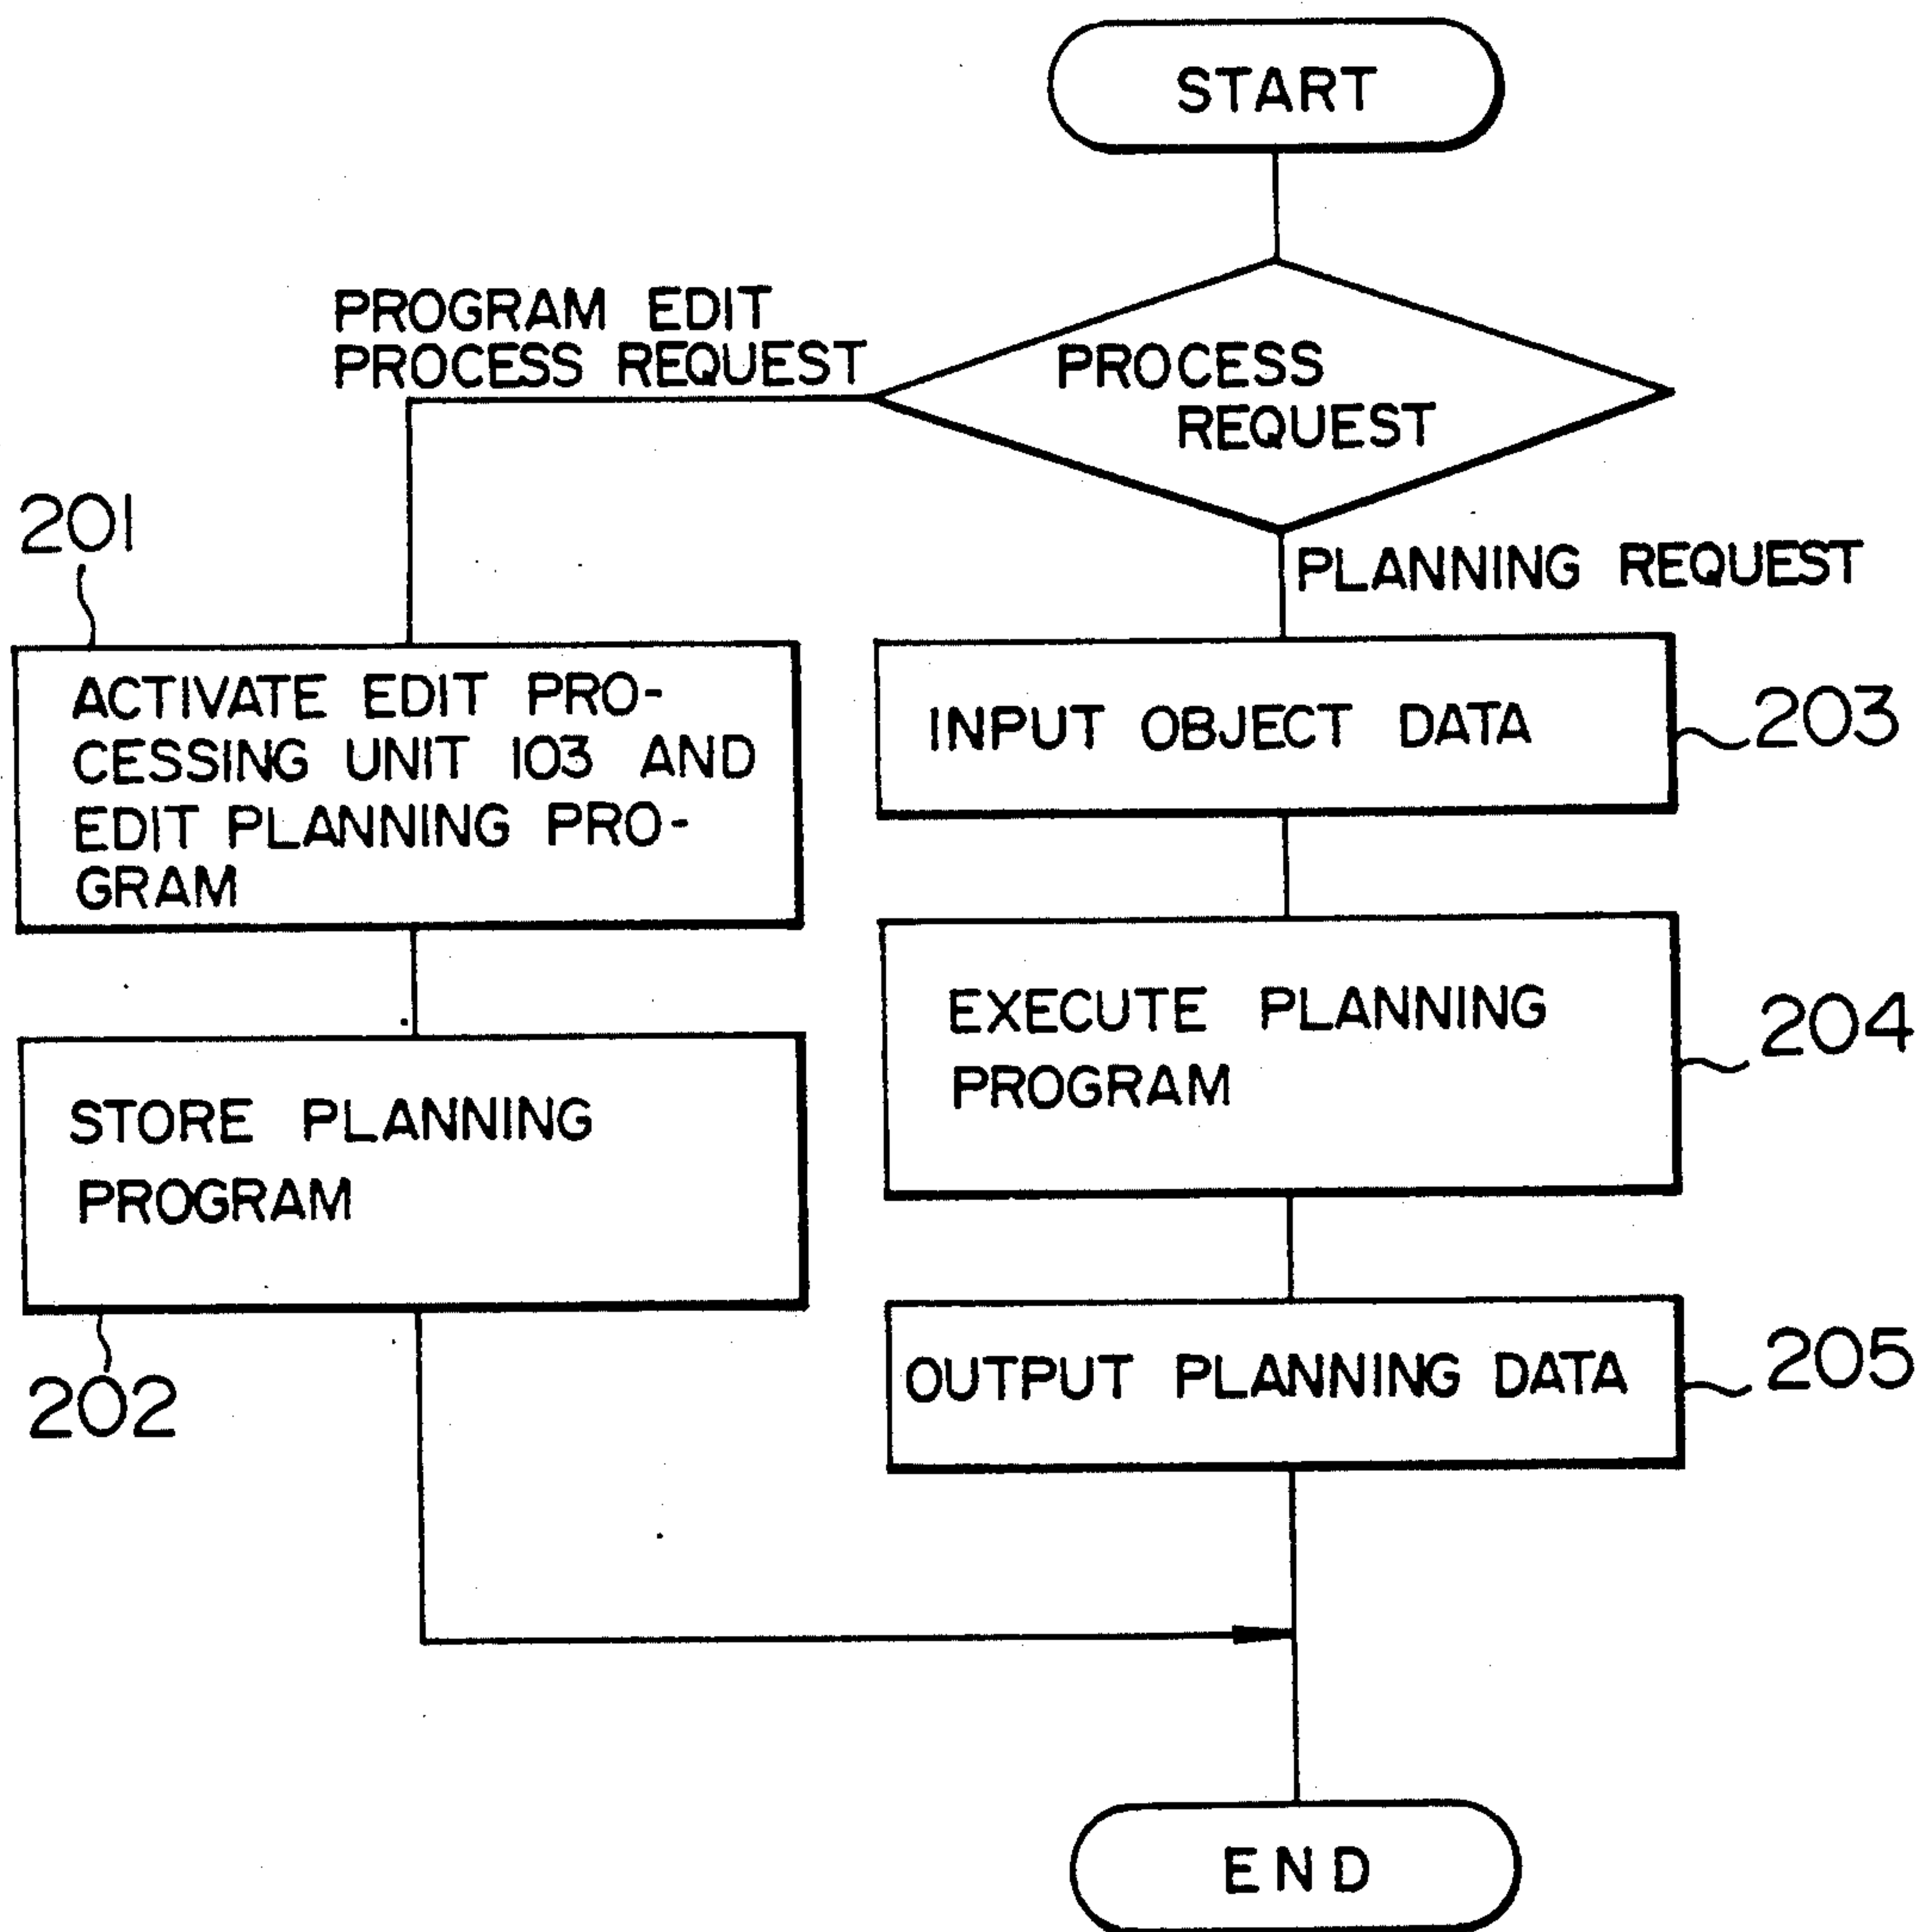 START
PROGRAM EDIT
PROCESS REQUEST
PROCESS
REQUEST
PLANNING REQUEST
201
ACTIVATE EDIT PRO-
CESSING UNIT 103 AND
EDIT PLANNING PRO-
GRAM
INPUT OBJECT DATA
203
EXECUTE PLANNING
PROGRAM
204
STORE PLANNING
PROGRAM
202
OUTPUT PLANNING DATA
205
END